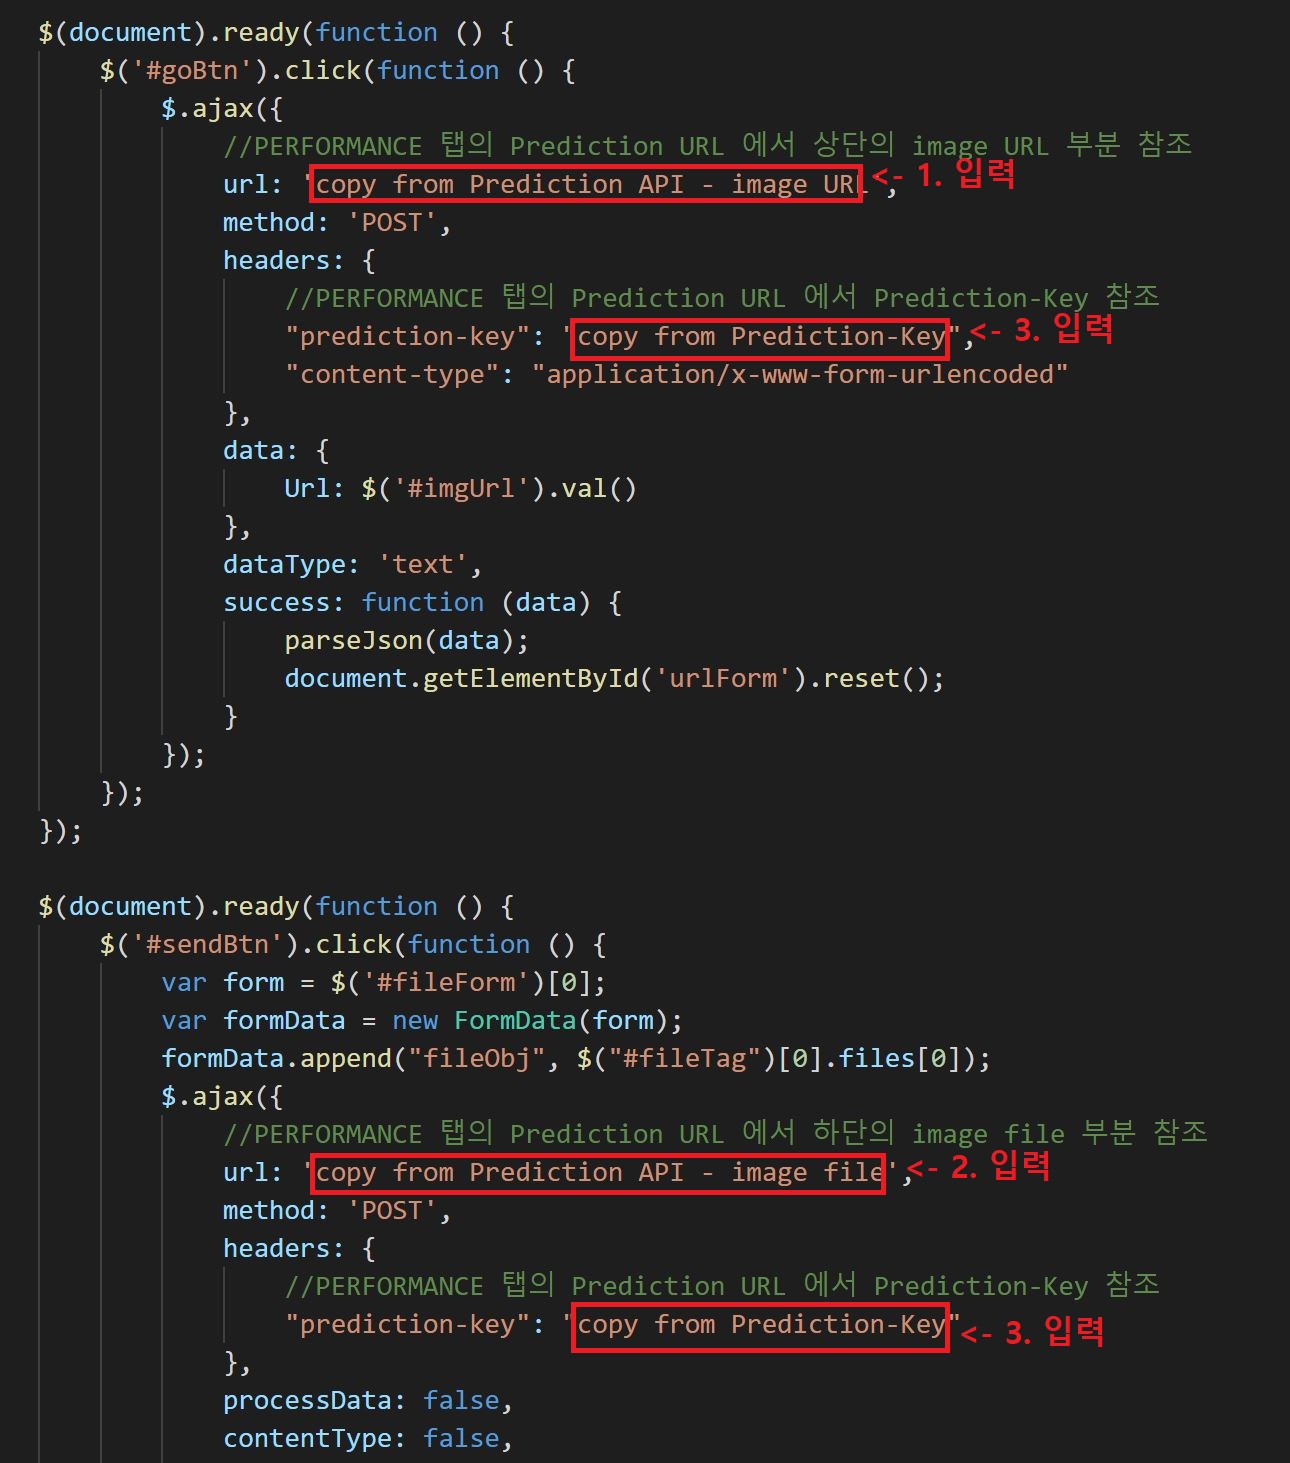 $(document).ready(function () {
$('#goBtn').click(function () {
$.ajax({
//PERFORMANCE 탭의 Prediction URL 에서 상단의 image URL 부분 참조
url: 'copy from Prediction API - image URL', <- 1. 입력
method: 'POST',
headers: {
//PERFORMANCE 탭의 Prediction URL 에서 Prediction-Key 참조
"prediction-key": "copy from Prediction-Key", <- 3. 입력
"content-type": "application/x-www-form-urlencoded"
},
data: {
Url: $('#imgUrl').val()
},
dataType: 'text',
success: function (data) {
parseJson(data);
document.getElementById('urlForm').reset();
}
});
});
});
$(document).ready(function () {
$('#sendBtn').click(function () {
var form = $('#fileForm')[0];
var formData = new FormData(form);
formData.append("fileObj", $("#fileTag")[0].files[0]);
$.ajax({
//PERFORMANCE 탭의 Prediction URL 에서 하단의 image file 부분 참조
url: 'copy from Prediction API - image file', <- 2. 입력
method: 'POST',
headers: {
//PERFORMANCE 탭의 Prediction URL 에서 Prediction-Key 참조
"prediction-key": "copy from Prediction-Key" <- 3. 입력
},
processData: false,
contentType: false,